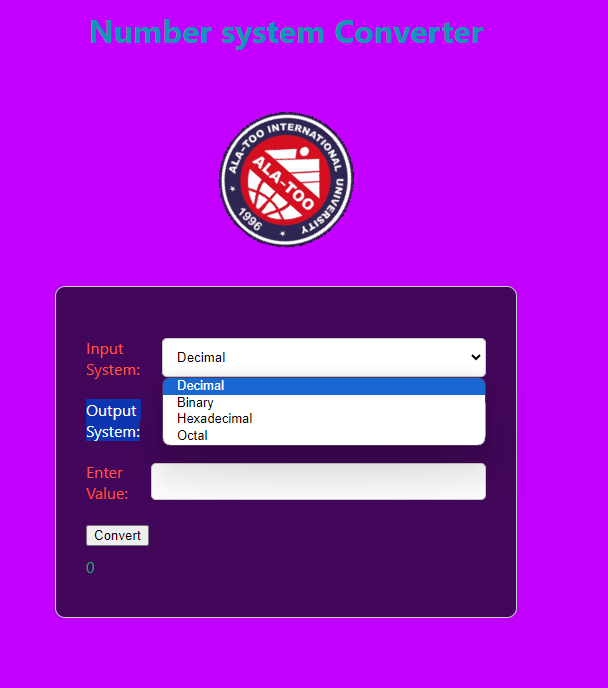 Number system Converter
ALA-TOO INTERNATIONAL UNIVERSITY
ALA-TOO
1996
Input
System:
Decimal
Decimal
Binary
Hexadecimal
Octal
Output
System:
Enter
Value:
Convert
0